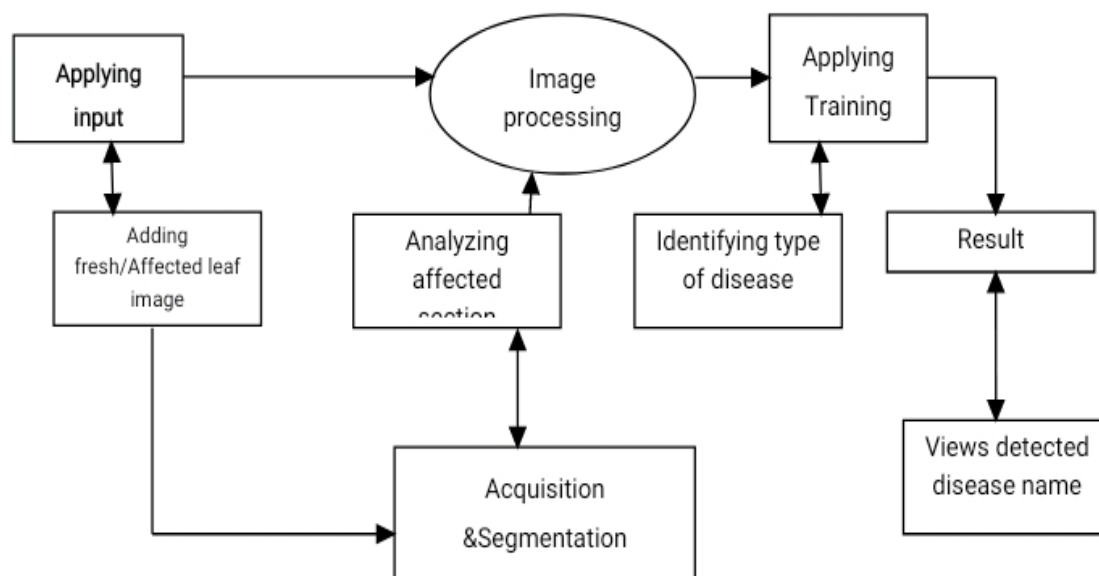 Applying
input
Image
processing
Applying
Training
Adding
fresh/Affected leaf
image
Analyzing
affected
section
Identifying type
of disease
Result
Acquisition
&Segmentation
Views detected
disease name